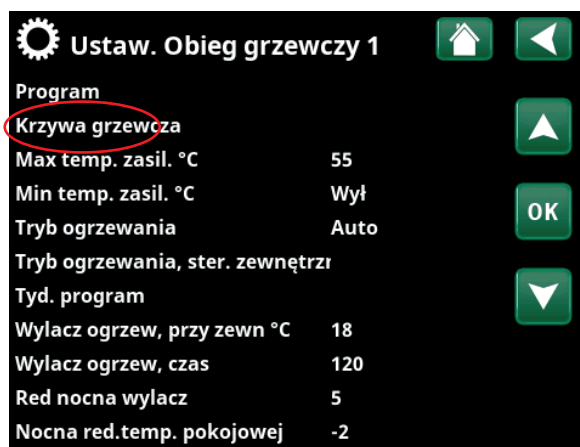 Ustaw. Obieg grzewczy 1
Program
Krzywa grzewcza
Max temp. zasil. °C 55
Min temp. zasil. °C Wył
OK
Tryb ogrzewania Auto
Tryb ogrzewania, ster.
Tyd. program
Wylacz ogrzew, przy zewn °C 18
Wylacz ogrzew, czas 120
Red nocna wylacz 5
Nocna red.temp. pokojowej -2